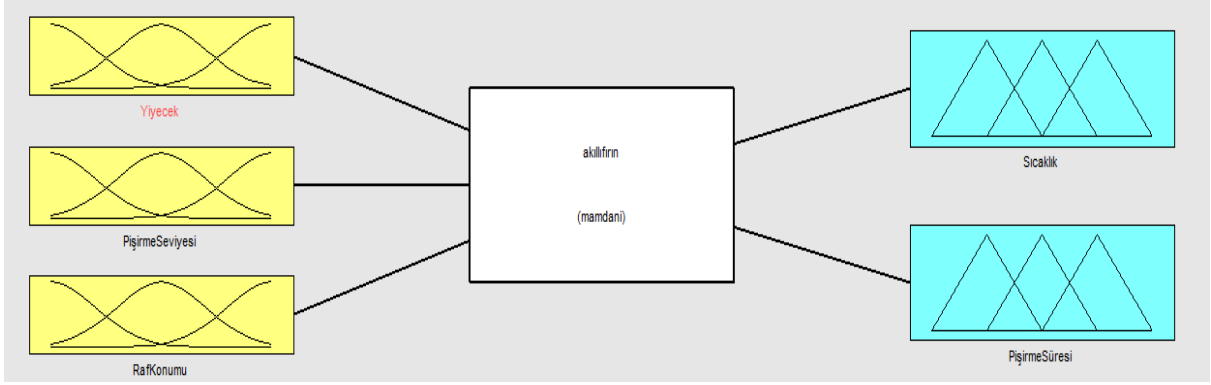 Yiyecek
PişirmeSeviyesi
RafKonumu
akıllıfırın
(mamdani)
Sıcaklık
PişirmeSüresi